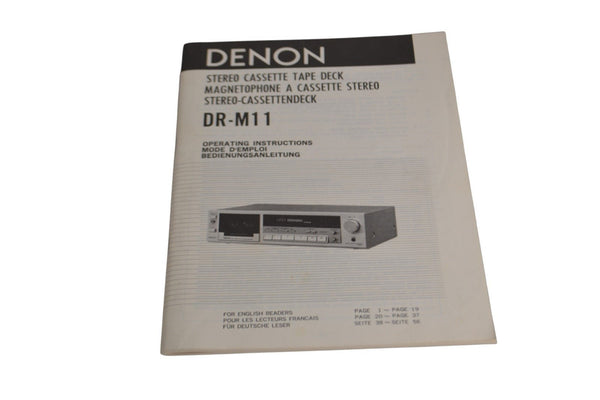 DENON
STEREO CASSETTE TAPE DECK
MAGNETOPHONE A CASSETTE STEREO
STEREO-CASSETTENDECK
DR-M11
OPERATING INSTRUCTIONS
MODE D'EMPLOI
BEDIENUNGSANLEITUNG
FOR ENGLISH READERS PAGE 1 ~ PAGE 19
POUR LES LECTEURS FRANCAIS PAGE 20 ~ PAGE 37
FÜR DEUTSCHE LESER SEITE 38 ~ SEITE 56